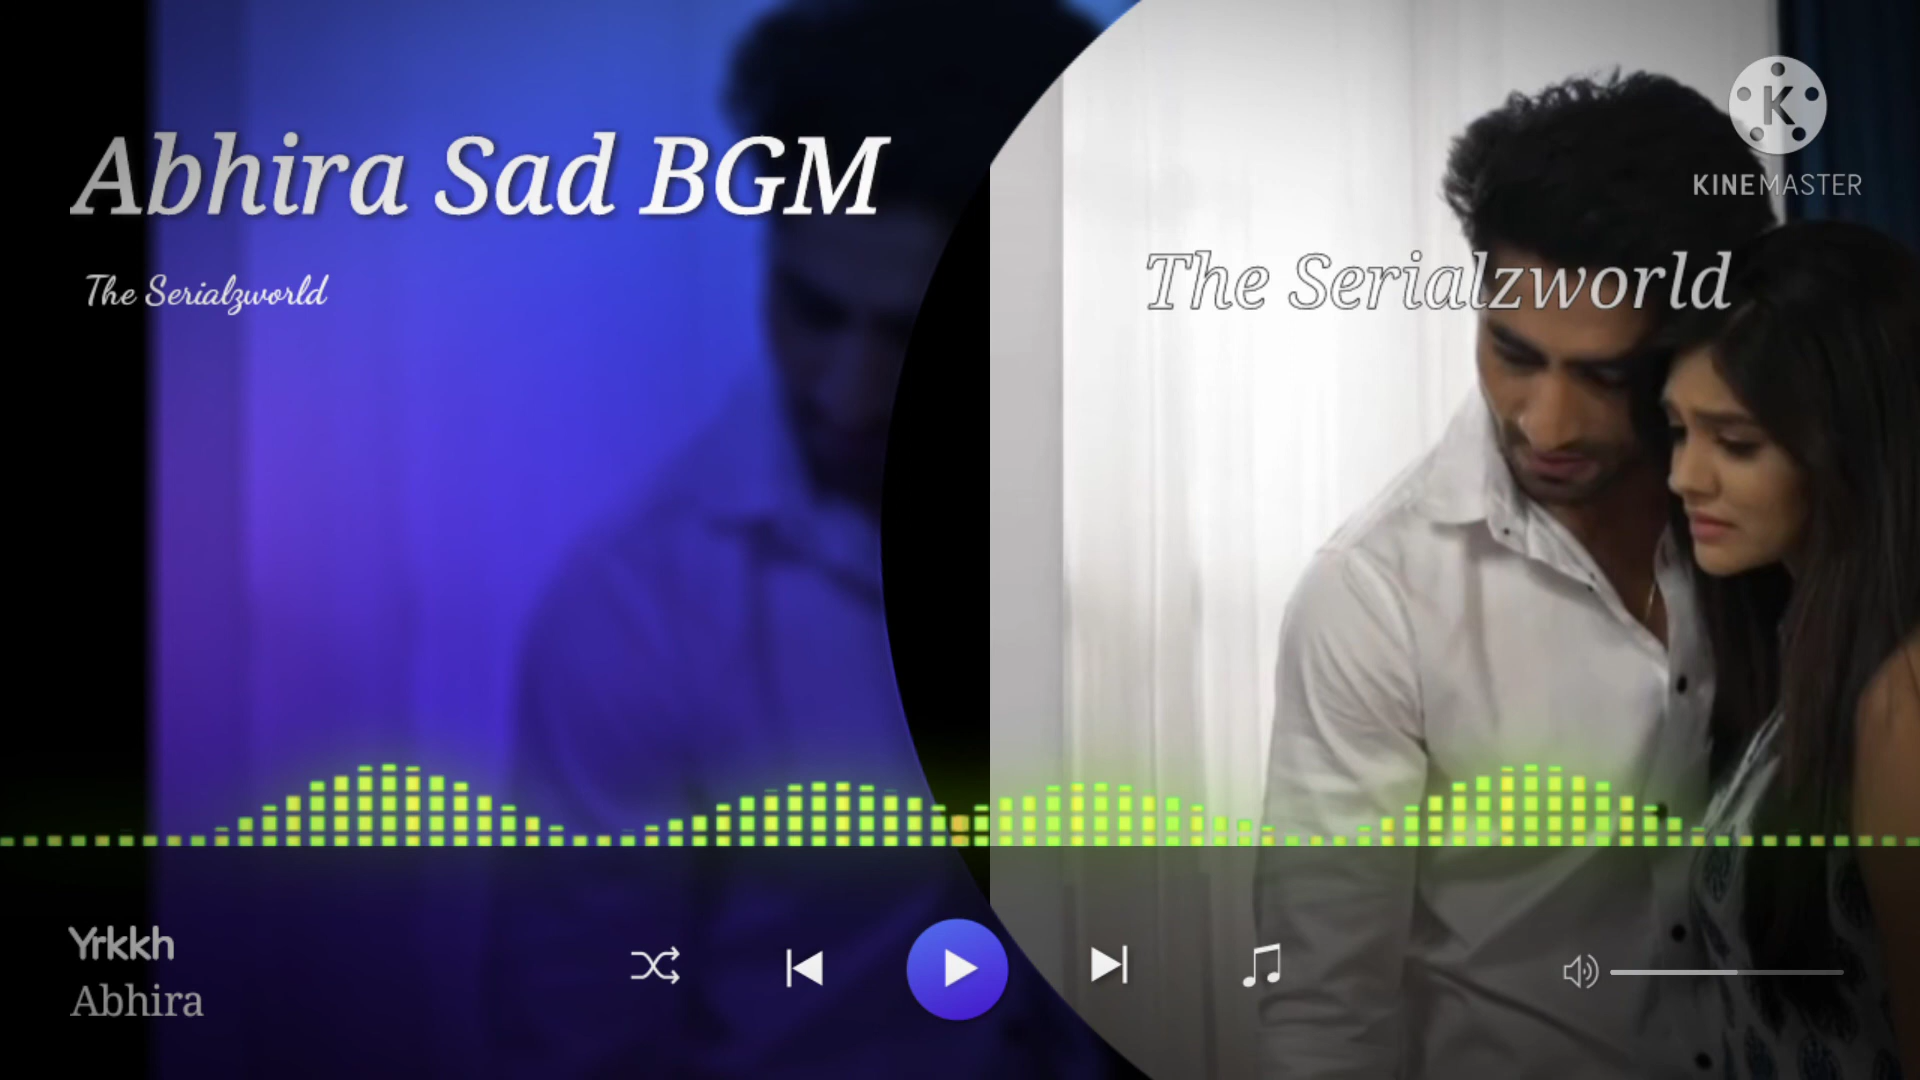 Abhira Sad BGM
The Serialzworld
The Serialzworld
K
KINEMASTER
Yrkkh
Abhira